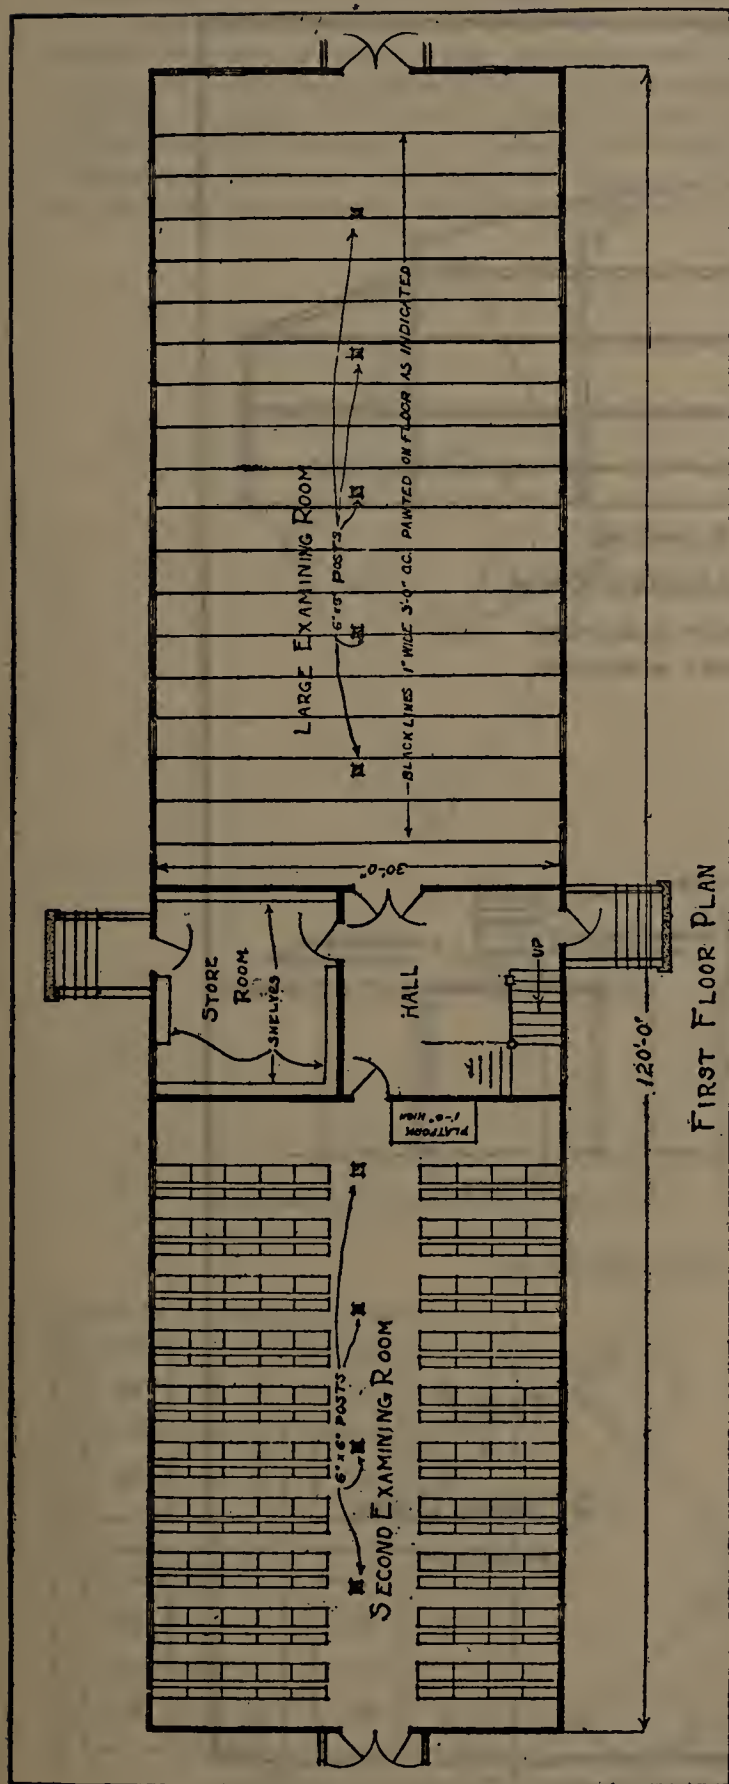 LARGE EXAMINING ROOM
6"x6" POSTS
BLACK LINES 1" WIDE 3'-0" O.C. PAINTED ON FLOOR AS INDICATED
30'-0"
STORE
ROOM
SHELVES
HALL
UP
PLATFORM
1'-0" HIGH
6"x6" POSTS
SECOND EXAMINING ROOM
120'-0"
FIRST FLOOR PLAN